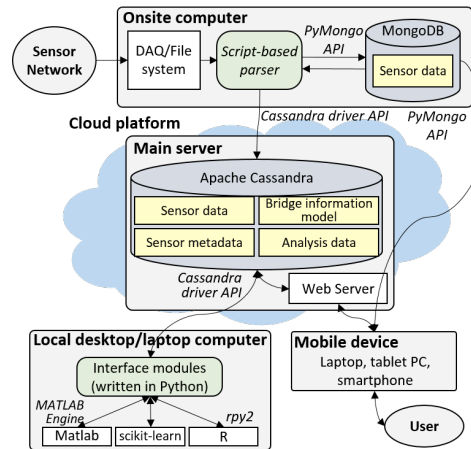 Onsite computer
Sensor
Network
DAQ/File
system
Script-based
parser
PyMongo
API
MongoDB
Sensor data
Cassandra driver API
PyMongo
API
Cloud platform
Main server
Apache Cassandra
Sensor data
Bridge information
model
Sensor metadata
Analysis data
Cassandra
driver API
Web Server
Local desktop/laptop computer
Interface modules
(written in Python)
MATLAB
Engine
rpy2
Matlab
scikit-learn
R
Mobile device
Laptop, tablet PC,
smartphone
User